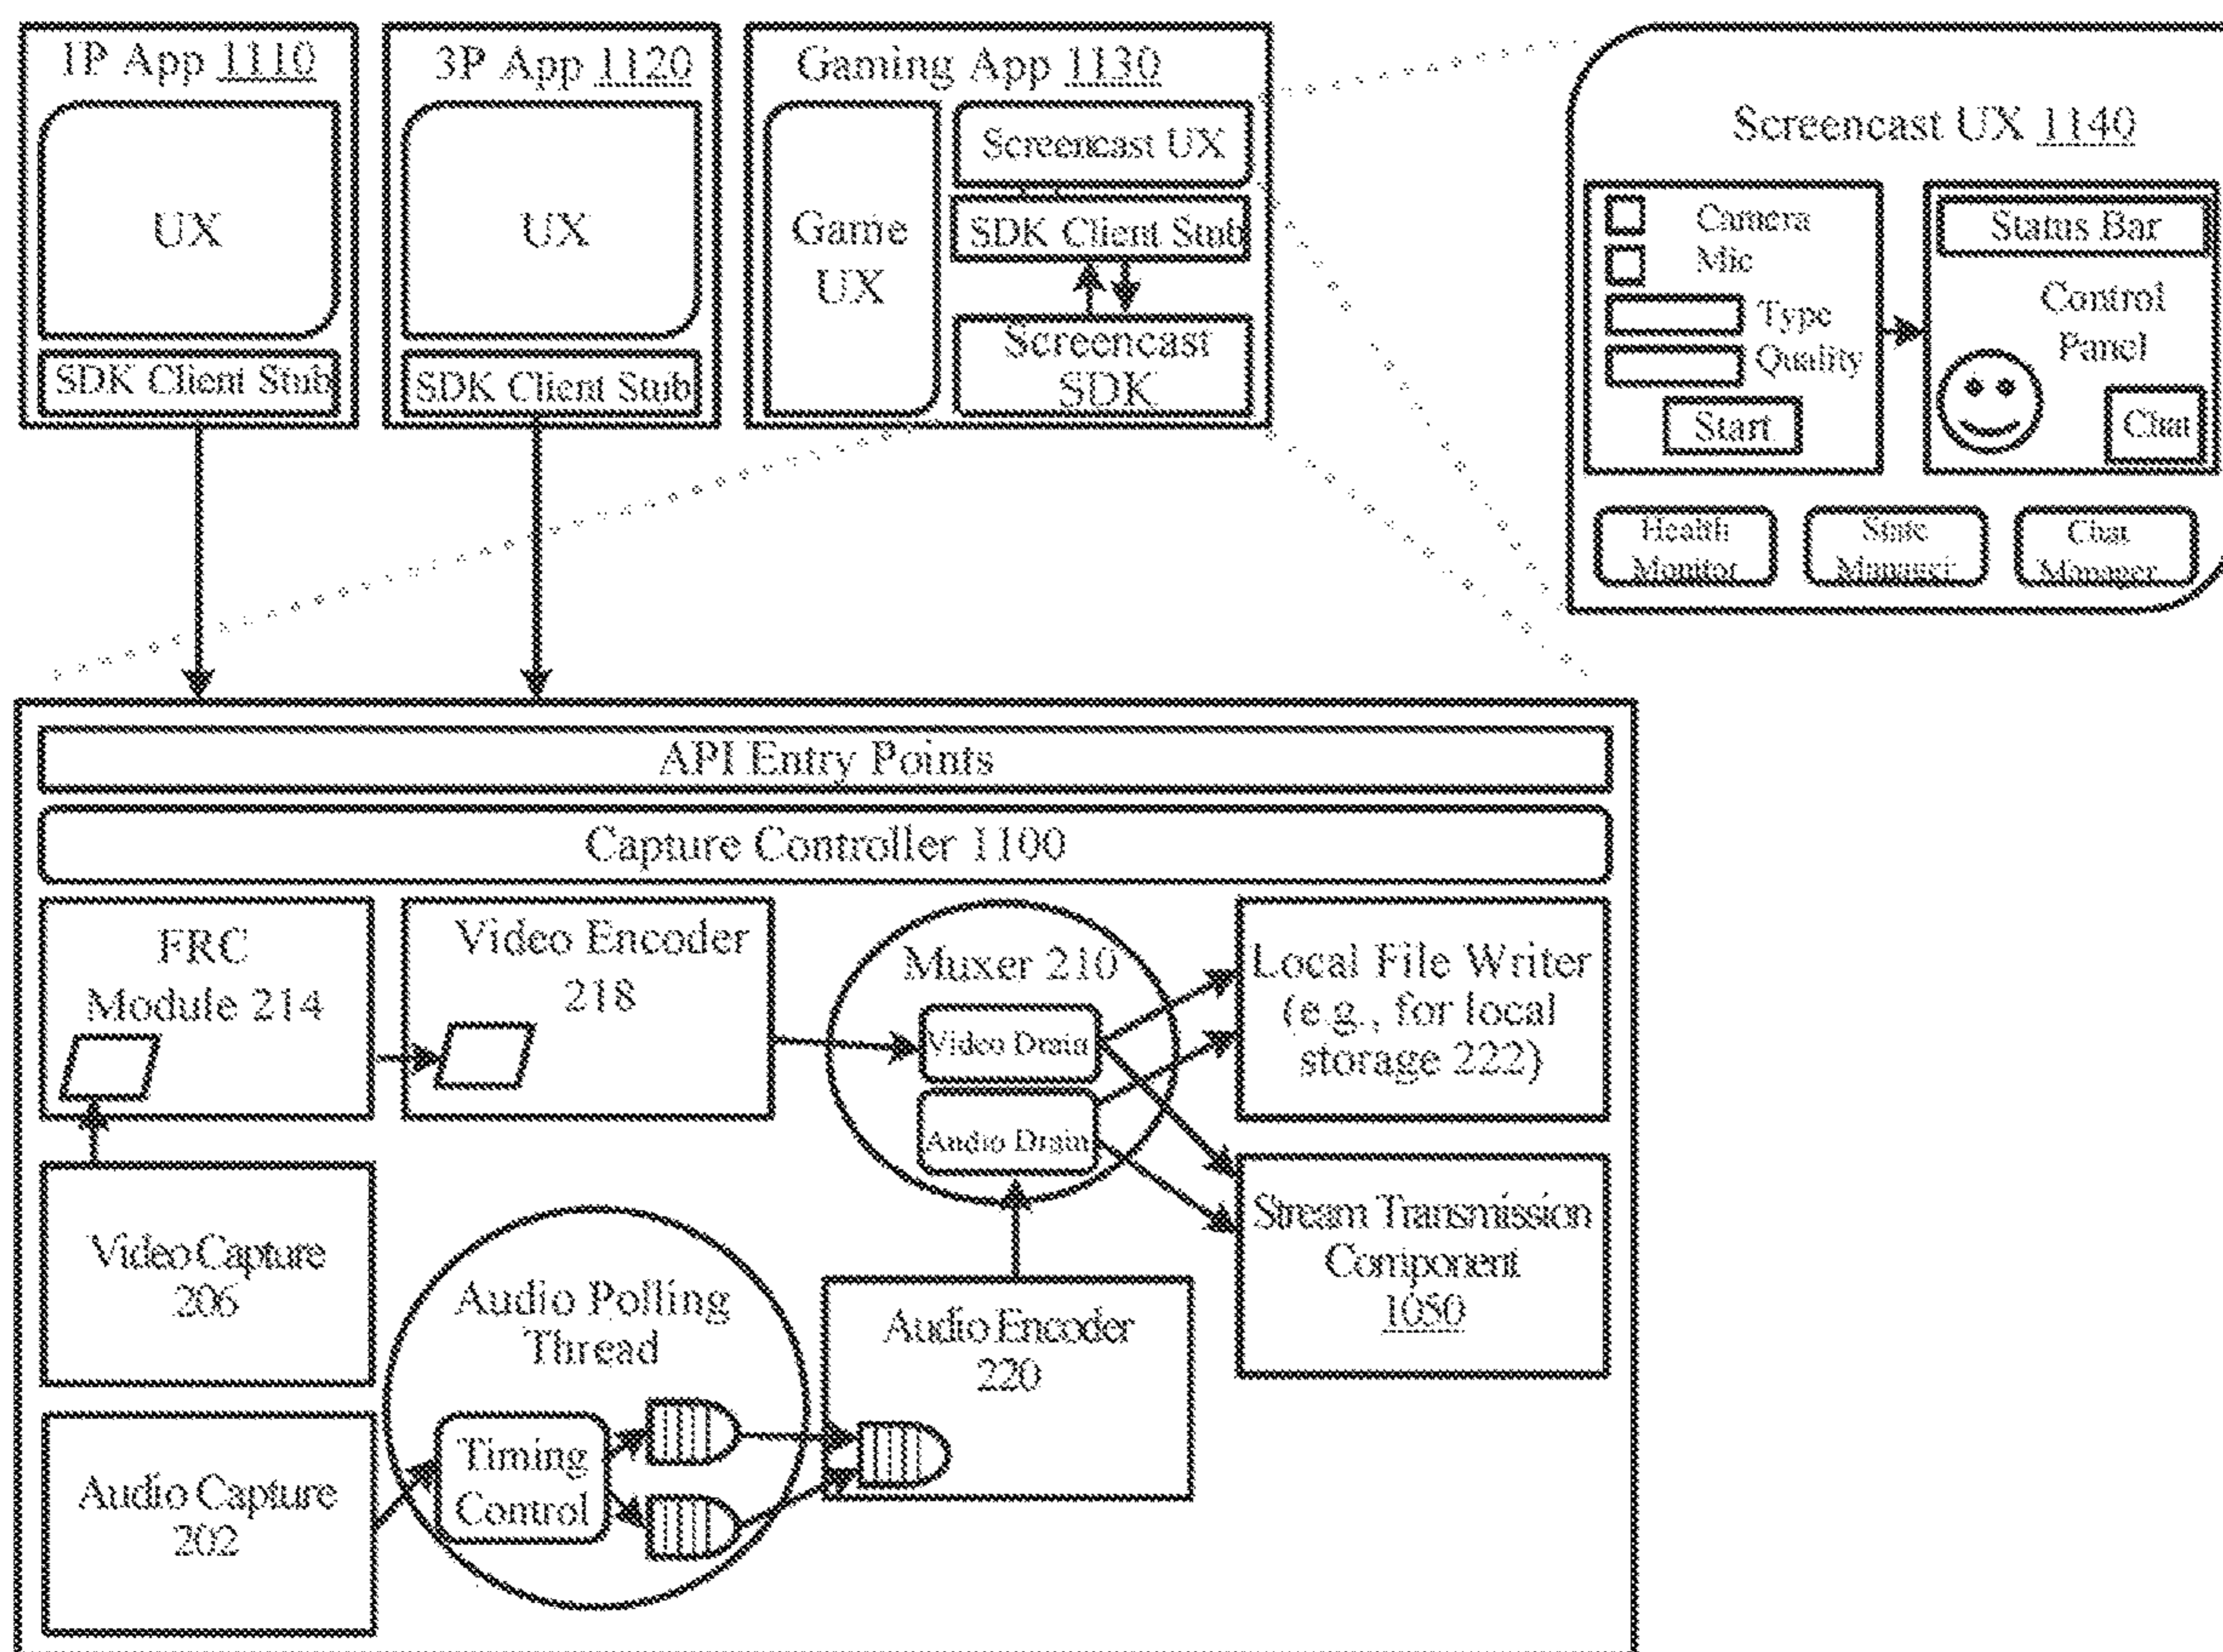 1P App 1110
UX
SDK Client Stub
3P App 1120
UX
SDK Client Stub
Gaming App 1130
Game
UX
Screencast UX
SDK Client Stub
Screencast
SDK
Screencast UX 1140
Camera
Mic
Type
Quality
Start
Status Bar
Control
Panel
Chat
Health
Monitor
State
Manager
Chat
Manager
API Entry Points
Capture Controller 1100
FRC
Module 214
Video Encoder
218
Muxer 210
Video Drain
Audio Drain
Local File Writer
(e.g., for local
storage 222)
Video Capture
206
Audio Polling
Thread
Timing
Control
Audio Encoder
220
Stream Transmission
Component
1050
Audio Capture
202